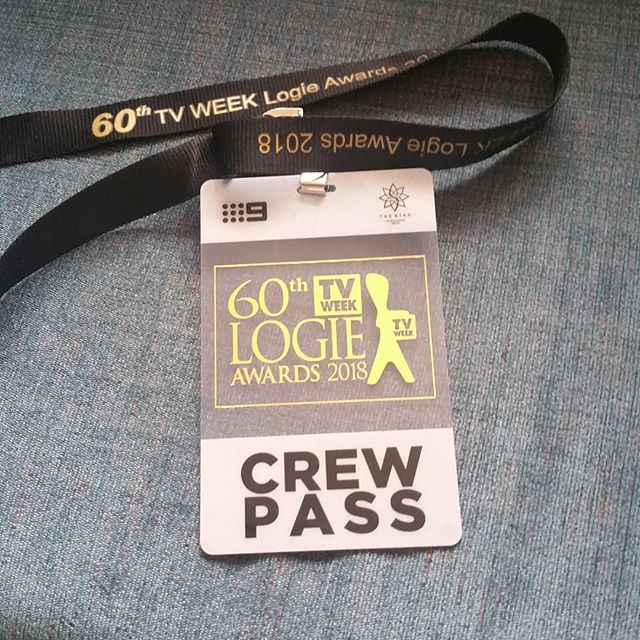 60th TV WEEK Logie Awards
K Logie Awards 2018
9
THE STAR
60th TV WEEK
LOGIE
AWARDS 2018
TV WEEK
CREW
PASS